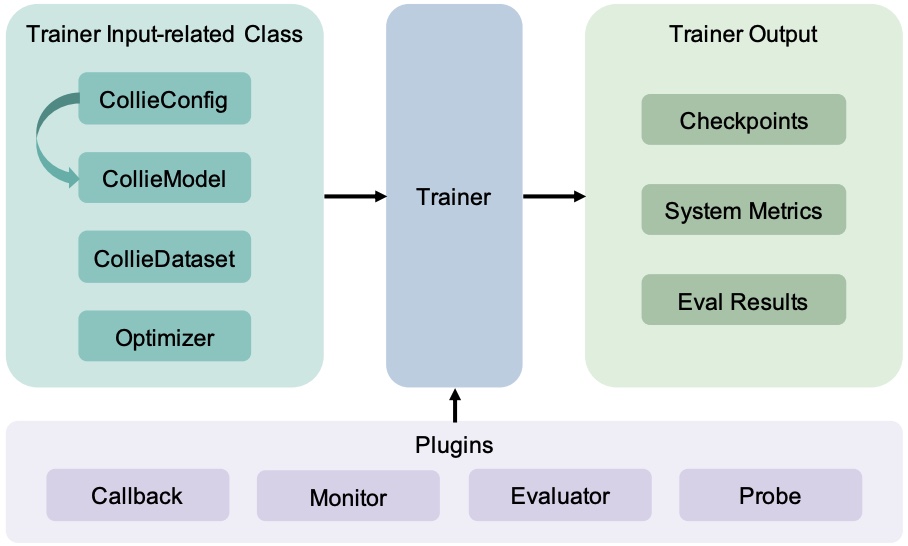 Trainer Input-related Class
CollieConfig
CollieModel
CollieDataset
Optimizer
Trainer
Trainer Output
Checkpoints
System Metrics
Eval Results
Plugins
Callback
Monitor
Evaluator
Probe